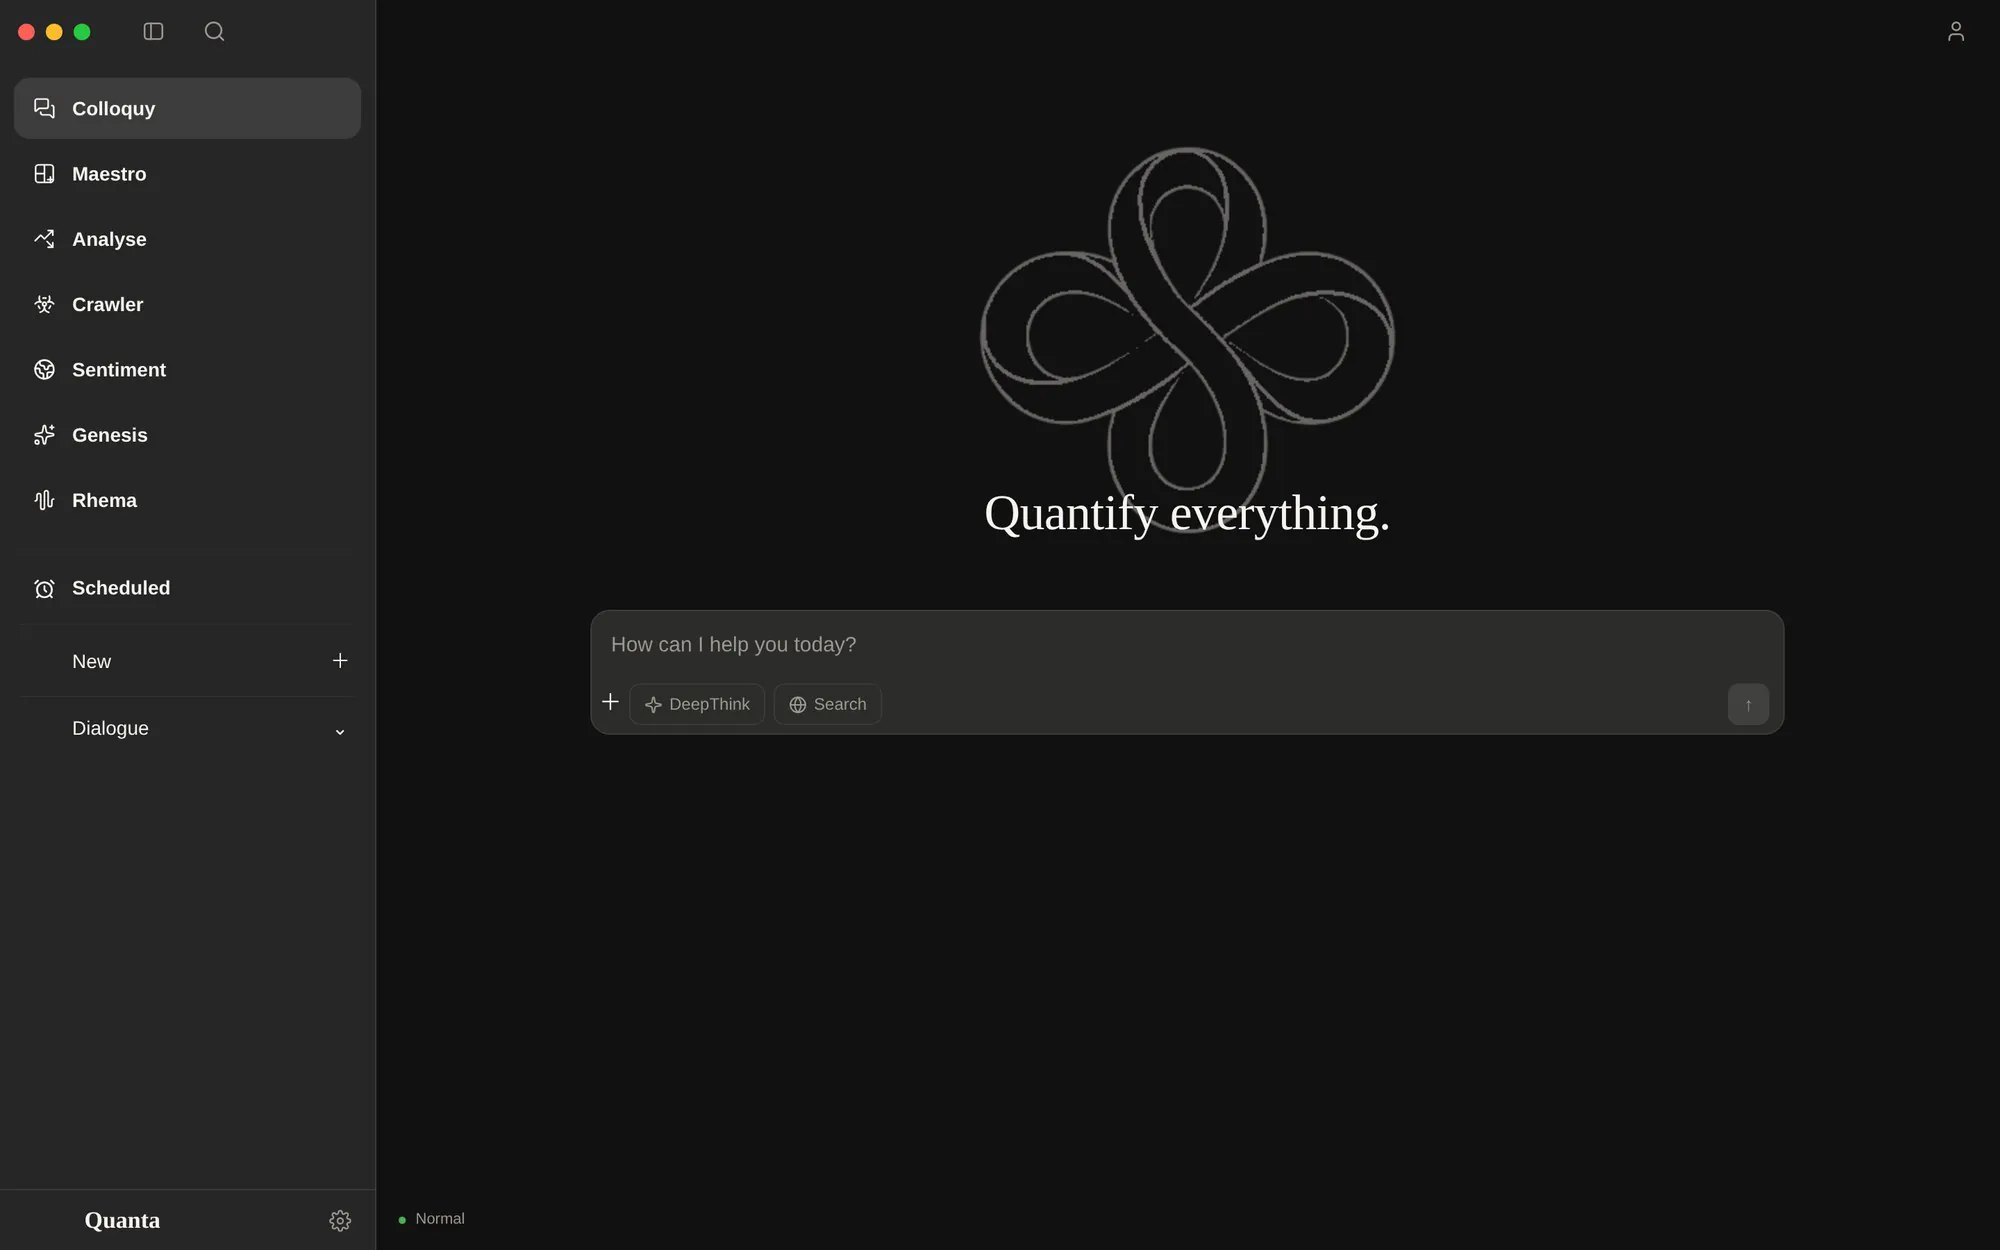 Colloquy
Maestro
Analyse
Crawler
Sentiment
Genesis
Rhema
Scheduled
New
Dialogue
Quanta
Quantify everything.
How can I help you today?
DeepThink
Search
Normal